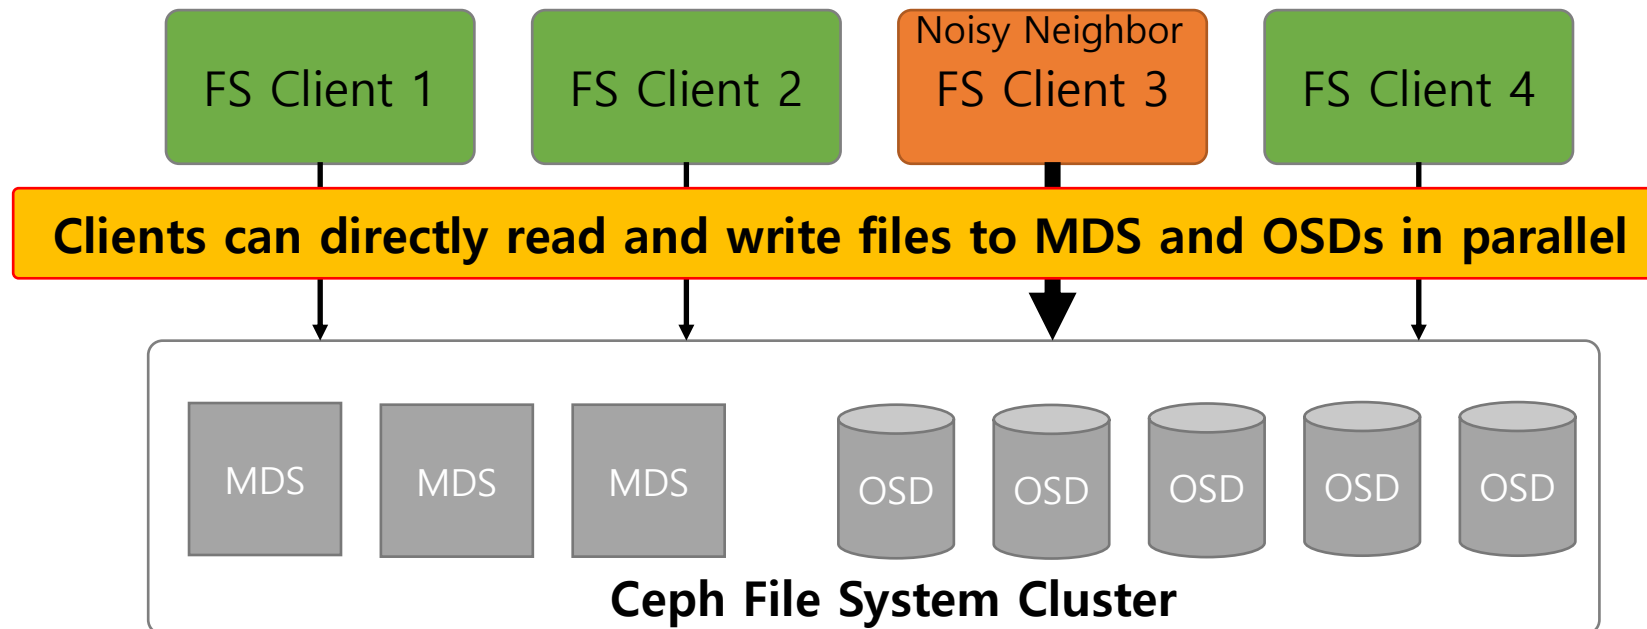 FS Client 1
FS Client 2
Noisy Neighbor
FS Client 3
FS Client 4
Clients can directly read and write files to MDS and OSDs in parallel
MDS
MDS
MDS
OSD
OSD
OSD
OSD
OSD
Ceph File System Cluster